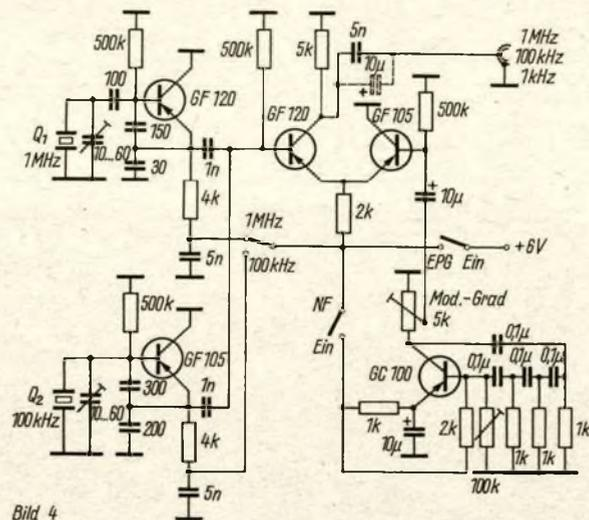 500k
100
GF 120
Q1
1MHz
10...60
150
30
1n
4k
5n
500k
5k
5n
10μ
+
GF 120
GF 105
500k
1 MHz
100kHz
1kHz
2k
+
10μ
1MHz
100kHz
EPG
Ein
+6V
NF
Ein
Mod.-Grad
5k
500k
GF 105
Q2
100kHz
10...60
300
200
1n
4k
5n
GC 100
0,1μ
0,1μ
0,1μ
0,1μ
1k
+
10μ
2k
100k
1k
1k
1k
Bild 4